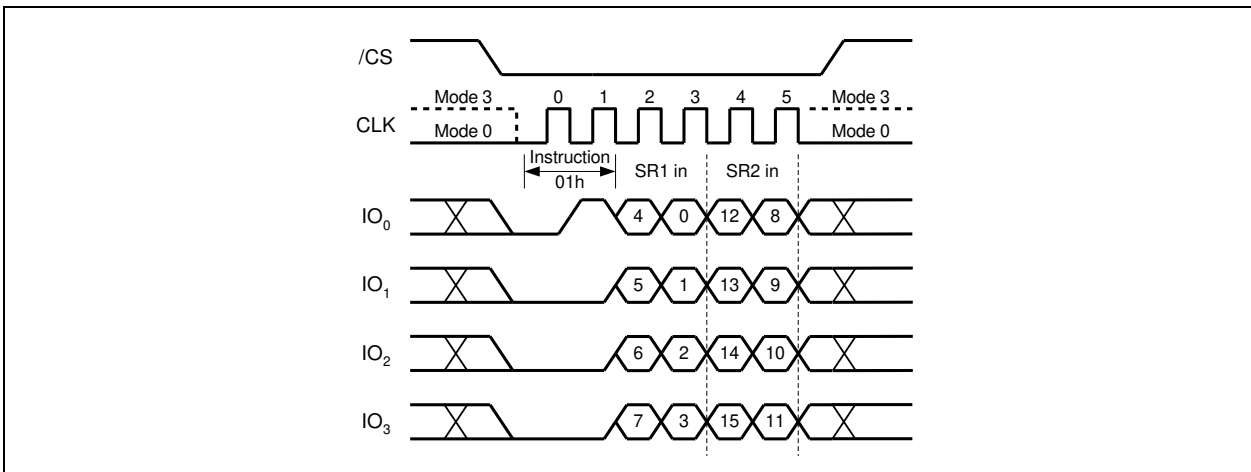 /CS
Mode 3 0 1 2 3 4 5 Mode 3
CLK Mode 0 Mode 0
Instruction
01h SR1 in SR2 in
IO0 4 0 12 8
IO1 5 1 13 9
IO2 6 2 14 10
IO3 7 3 15 11